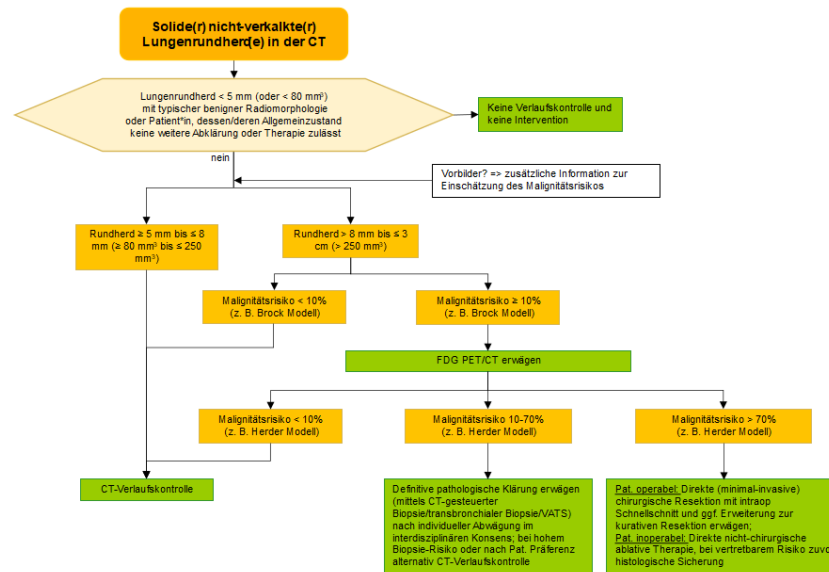 Solide(r) nicht-verkalkte(r)
Lungenrundherd(e) in der CT
Lungenrundherd < 5 mm (oder < 80 mm³)
mit typischer benigner Radiomorphologie
oder Patient*in, dessen/deren Allgemeinzustand
keine weitere Abklärung oder Therapie zulässt
Keine Verlaufskontrolle und
keine Intervention
nein
Vorbilder? => zusätzliche Information zur
Einschätzung des Malignitätsrisikos
Rundherd ≥ 5 mm bis ≤ 8
mm (≥ 80 mm³ bis ≤ 250
mm³)
Rundherd > 8 mm bis ≤ 3
cm (> 250 mm³)
Malignitätsrisiko < 10%
(z. B. Brock Modell)
Malignitätsrisiko ≥ 10%
(z. B. Brock Modell)
FDG PET/CT erwägen
Malignitätsrisiko < 10%
(z. B. Herder Modell)
Malignitätsrisiko 10-70%
(z. B. Herder Modell)
Malignitätsrisiko > 70%
(z. B. Herder Modell)
CT-Verlaufskontrolle
Definitive pathologische Klärung erwägen
(mittels CT-gesteuerter
Biopsie/transbronchialer Biopsie/VATS)
nach individueller Abwägung im
interdisziplinären Konsens; bei hohem
Biopsie-Risiko oder nach Pat. Präferenz
alternativ CT-Verlaufskontrolle
Pat. operabel: Direkte (minimal-invasive)
chirurgische Resektion mit intraop
Schnellschnitt und ggf. Erweiterung zur
kurativen Resektion erwägen;
Pat. inoperabel: Direkte nicht-chirurgische
ablative Therapie, bei vertretbarem Risiko zuvo
histologische Sicherung